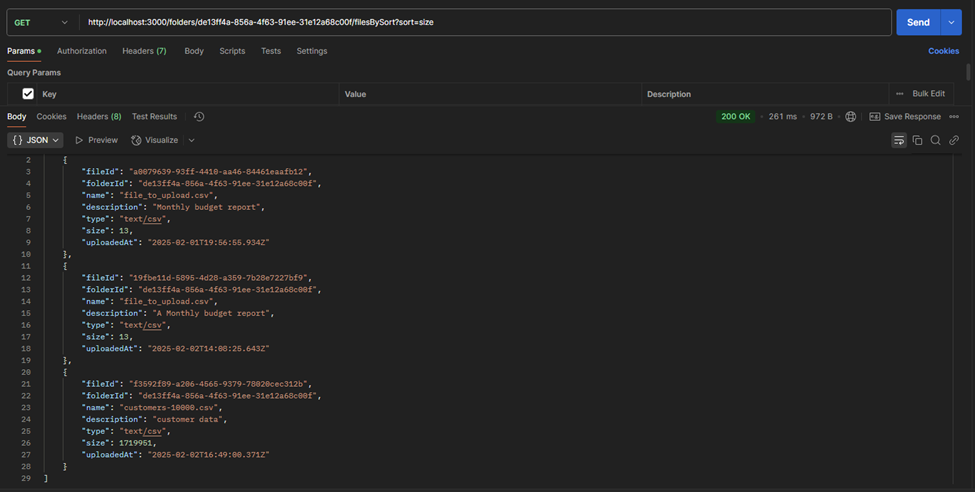 GET http://localhost:3000/folders/de13ff4a-856a-4f63-91ee-31e12a68c00f/filesBySort?sort=size Send
Params Authorization Headers (7) Body Scripts Tests Settings Cookies
Query Params
Key Value Description Bulk Edit
Body Cookies Headers (8) Test Results 200 OK 261 ms 972 B Save Response
{} JSON Preview Visualize
2 {
3 "fileId": "a0079639-93ff-4410-aa46-84461eaafb12",
4 "folderId": "de13ff4a-856a-4f63-91ee-31e12a68c00f",
5 "name": "file_to_upload.csv",
6 "description": "Monthly budget report",
7 "type": "text/csv",
8 "size": 13,
9 "uploadedAt": "2025-02-01T19:56:55.934Z"
10 },
11 {
12 "fileId": "19fbe11d-5895-4d28-a359-7b28e7227bf9",
13 "folderId": "de13ff4a-856a-4f63-91ee-31e12a68c00f",
14 "name": "file_to_upload.csv",
15 "description": "A Monthly budget report",
16 "type": "text/csv",
17 "size": 13,
18 "uploadedAt": "2025-02-02T14:08:25.643Z"
19 },
20 {
21 "fileId": "f3592f89-a206-4565-9379-78020cec312b",
22 "folderId": "de13ff4a-856a-4f63-91ee-31e12a68c00f",
23 "name": "customers-10000.csv",
24 "description": "customer data",
25 "type": "text/csv",
26 "size": 1719951,
27 "uploadedAt": "2025-02-02T16:49:00.371Z"
28 }
29 ]